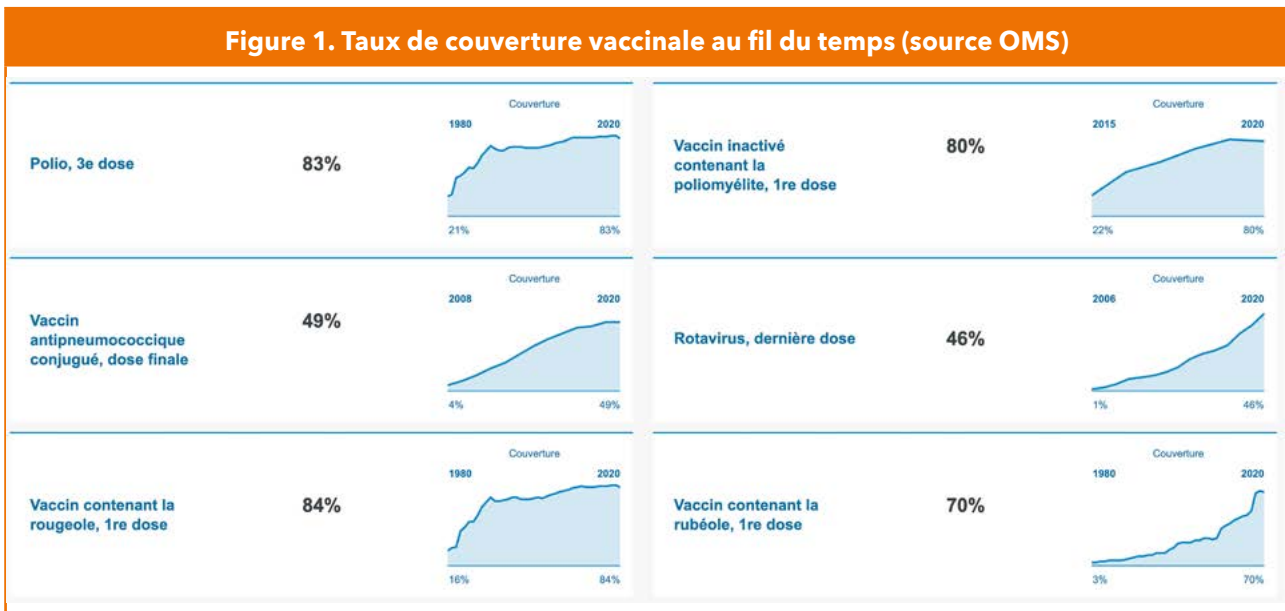 Figure 1. Taux de couverture vaccinale au fil du temps (source OMS)
Polio, 3e dose
83%
Couverture
1980 2020
21% 83%
Vaccin inactivé
contenant la
poliomyélite, 1re dose
80%
Couverture
2015 2020
22% 80%
Vaccin
antipneumococcique
conjugué, dose finale
49%
Couverture
2008 2020
4% 49%
Rotavirus, dernière dose
46%
Couverture
2006 2020
1% 46%
Vaccin contenant la
rougeole, 1re dose
84%
Couverture
1980 2020
16% 84%
Vaccin contenant la
rubéole, 1re dose
70%
Couverture
1980 2020
3% 70%